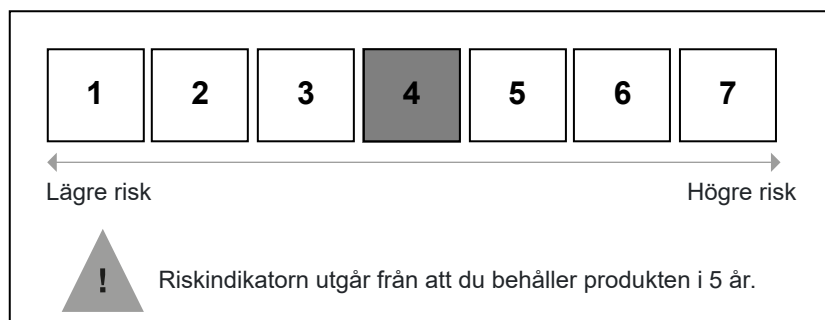 1 2 3 4 5 6 7
Lägre risk Högre risk
! Riskindikatorn utgår från att du behåller produkten i 5 år.